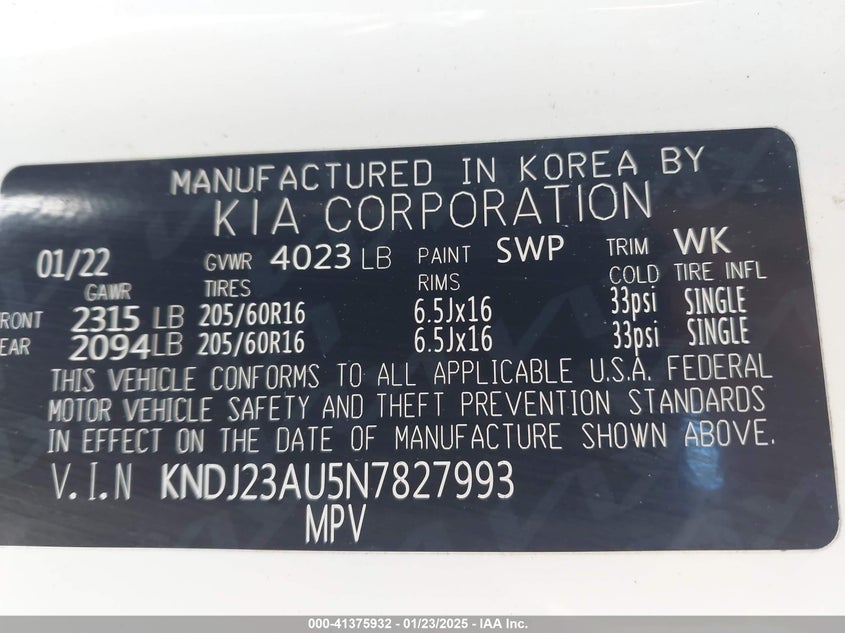 MANUFACTURED IN KOREA BY
KIA CORPORATION
01/22 GVWR 4023 LB PAINT SWP TRIM WK
GAWR TIRES RIMS COLD TIRE INFL
RONT 2315 LB 205/60R16 6.5Jx16 33psi SINGLE
EAR 2094LB 205/60R16 6.5Jx16 33psi SINGLE
THIS VEHICLE CONFORMS TO ALL APPLICABLE U.S.A. FEDERAL
MOTOR VEHICLE SAFETY AND THEFT PREVENTION STANDARDS
IN EFFECT ON THE DATE OF MANUFACTURE SHOWN ABOVE.
V.I.N KNDJ23AU5N7827993
MPV
000-41375932 - 01/23/2025 - IAA Inc.